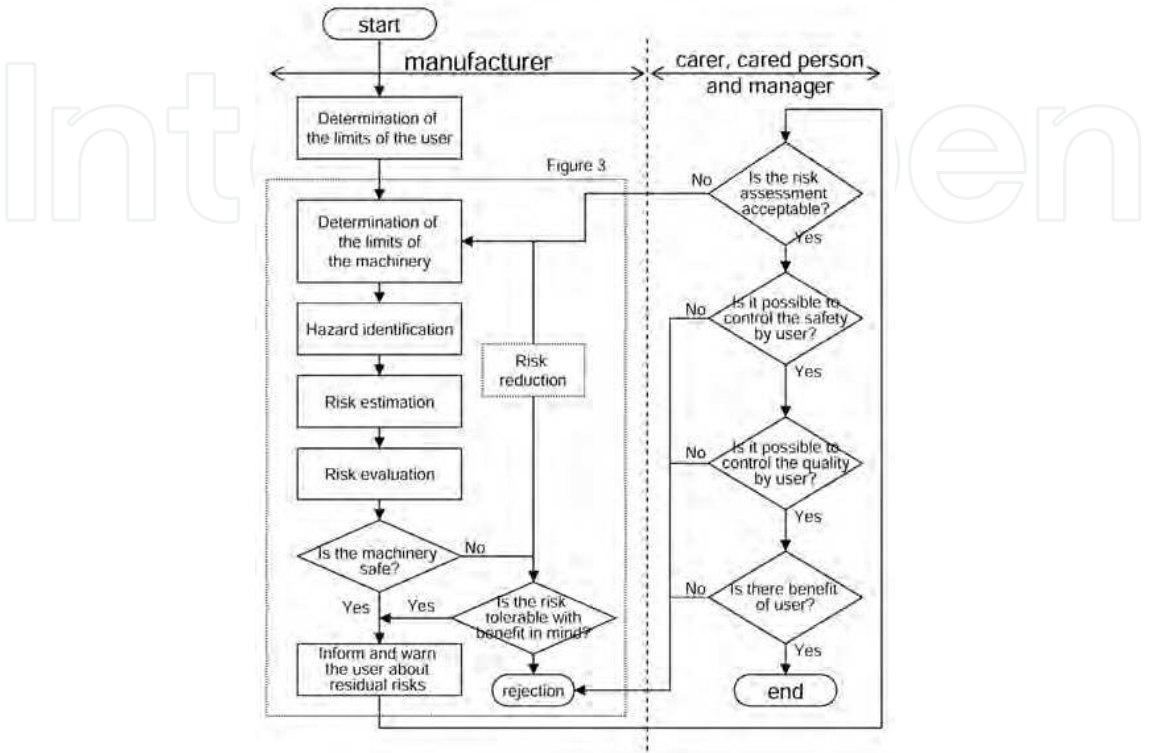 start
manufacturer
carer, cared person
and manager
Determination of
the limits of the user
Figure 3
Determination of
the limits of
the machinery
Hazard identification
Risk
reduction
Risk estimation
Risk evaluation
Is the machinery
safe?
No
Yes
Yes
Is the risk
tolerable with
benefit in mind?
Inform and warn
the user about
residual risks
rejection
Is the risk
assessment
acceptable?
No
Yes
Is it possible to
control the safety
by user?
No
Yes
Is it possible to
control the quality
by user?
No
Yes
Is there benefit
of user?
No
Yes
end